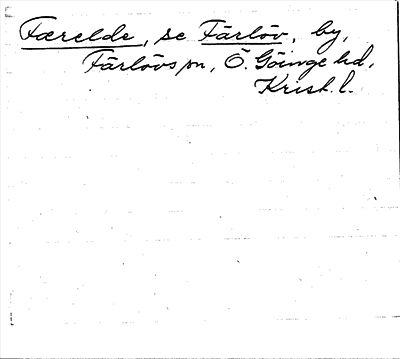 Færelde, se Färlöv, by,
Färlövs sn, Ö. Göinge hd,
Krist. l.